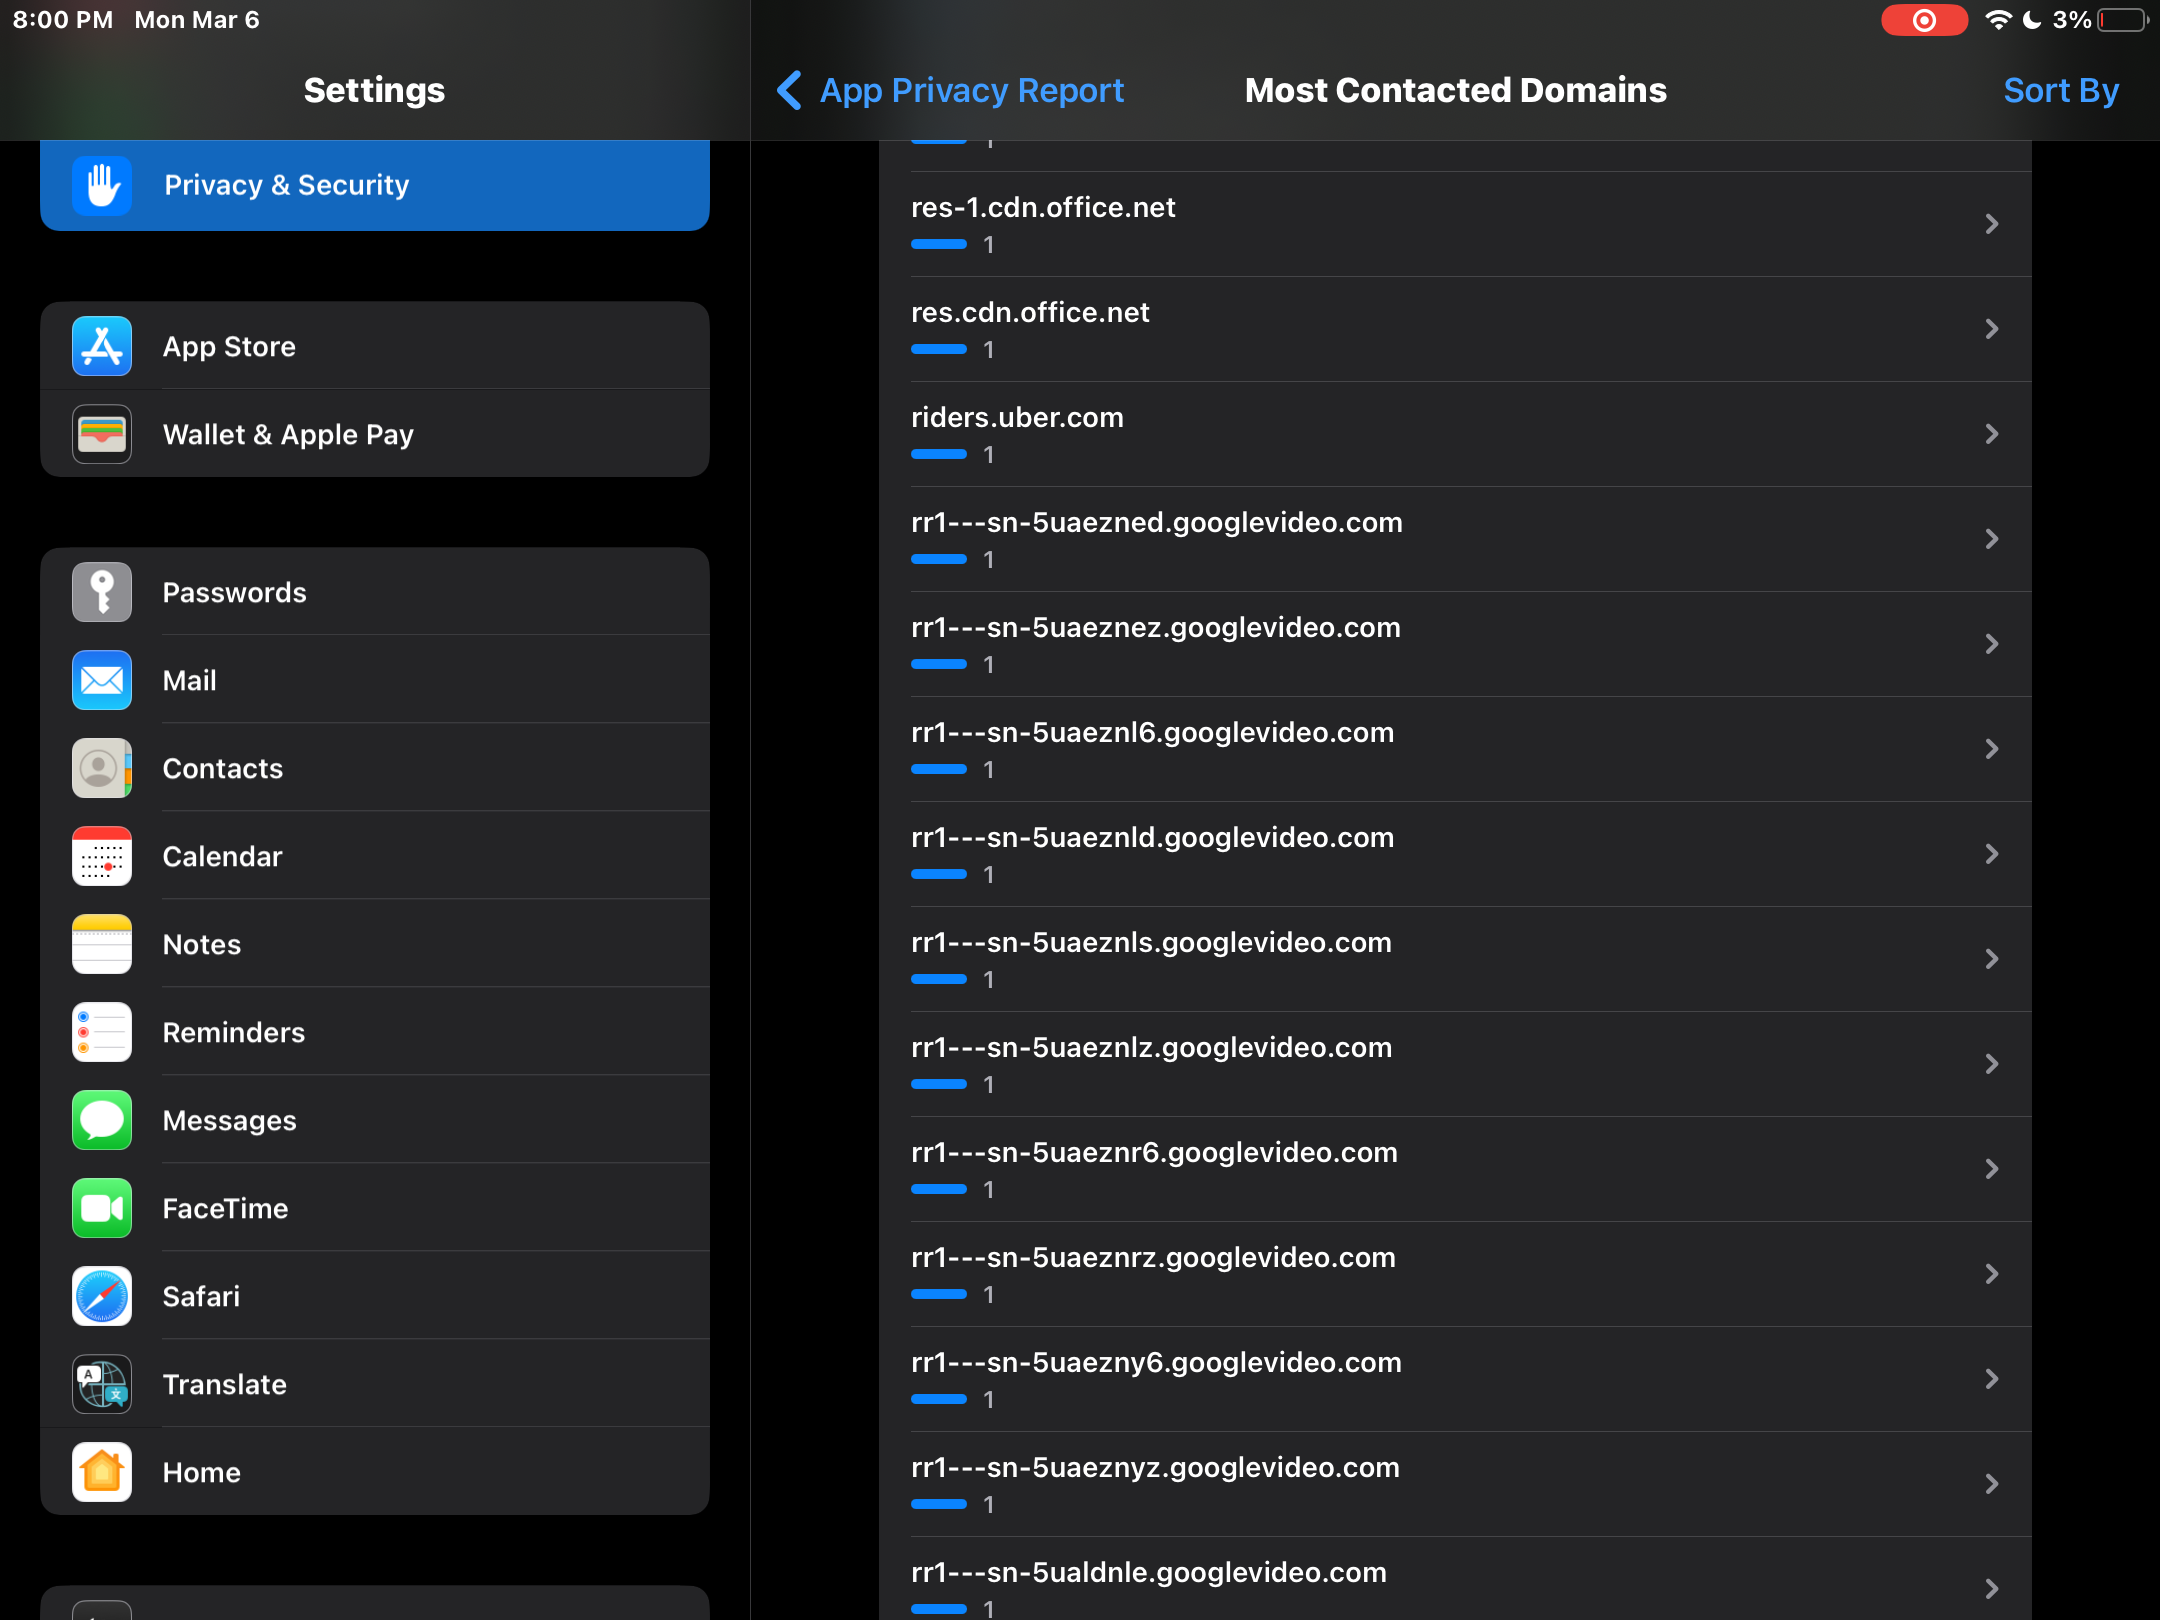 8:00 PM Mon Mar 6
3%
Settings
Privacy & Security
App Store
Wallet & Apple Pay
Passwords
Mail
Contacts
Calendar
Notes
Reminders
Messages
FaceTime
Safari
A
文
Translate
Home
App Privacy Report
Most Contacted Domains
Sort By
1
res-1.cdn.office.net
1
res.cdn.office.net
1
riders.uber.com
1
rr1---sn-5uaezned.googlevideo.com
1
rr1---sn-5uaeznez.googlevideo.com
1
rr1---sn-5uaeznl6.googlevideo.com
1
rr1---sn-5uaeznld.googlevideo.com
1
rr1---sn-5uaeznls.googlevideo.com
1
rr1---sn-5uaeznlz.googlevideo.com
1
rr1---sn-5uaeznr6.googlevideo.com
1
rr1---sn-5uaeznrz.googlevideo.com
1
rr1---sn-5uaezny6.googlevideo.com
1
rr1---sn-5uaeznyz.googlevideo.com
1
rr1---sn-5ualdnle.googlevideo.com
1